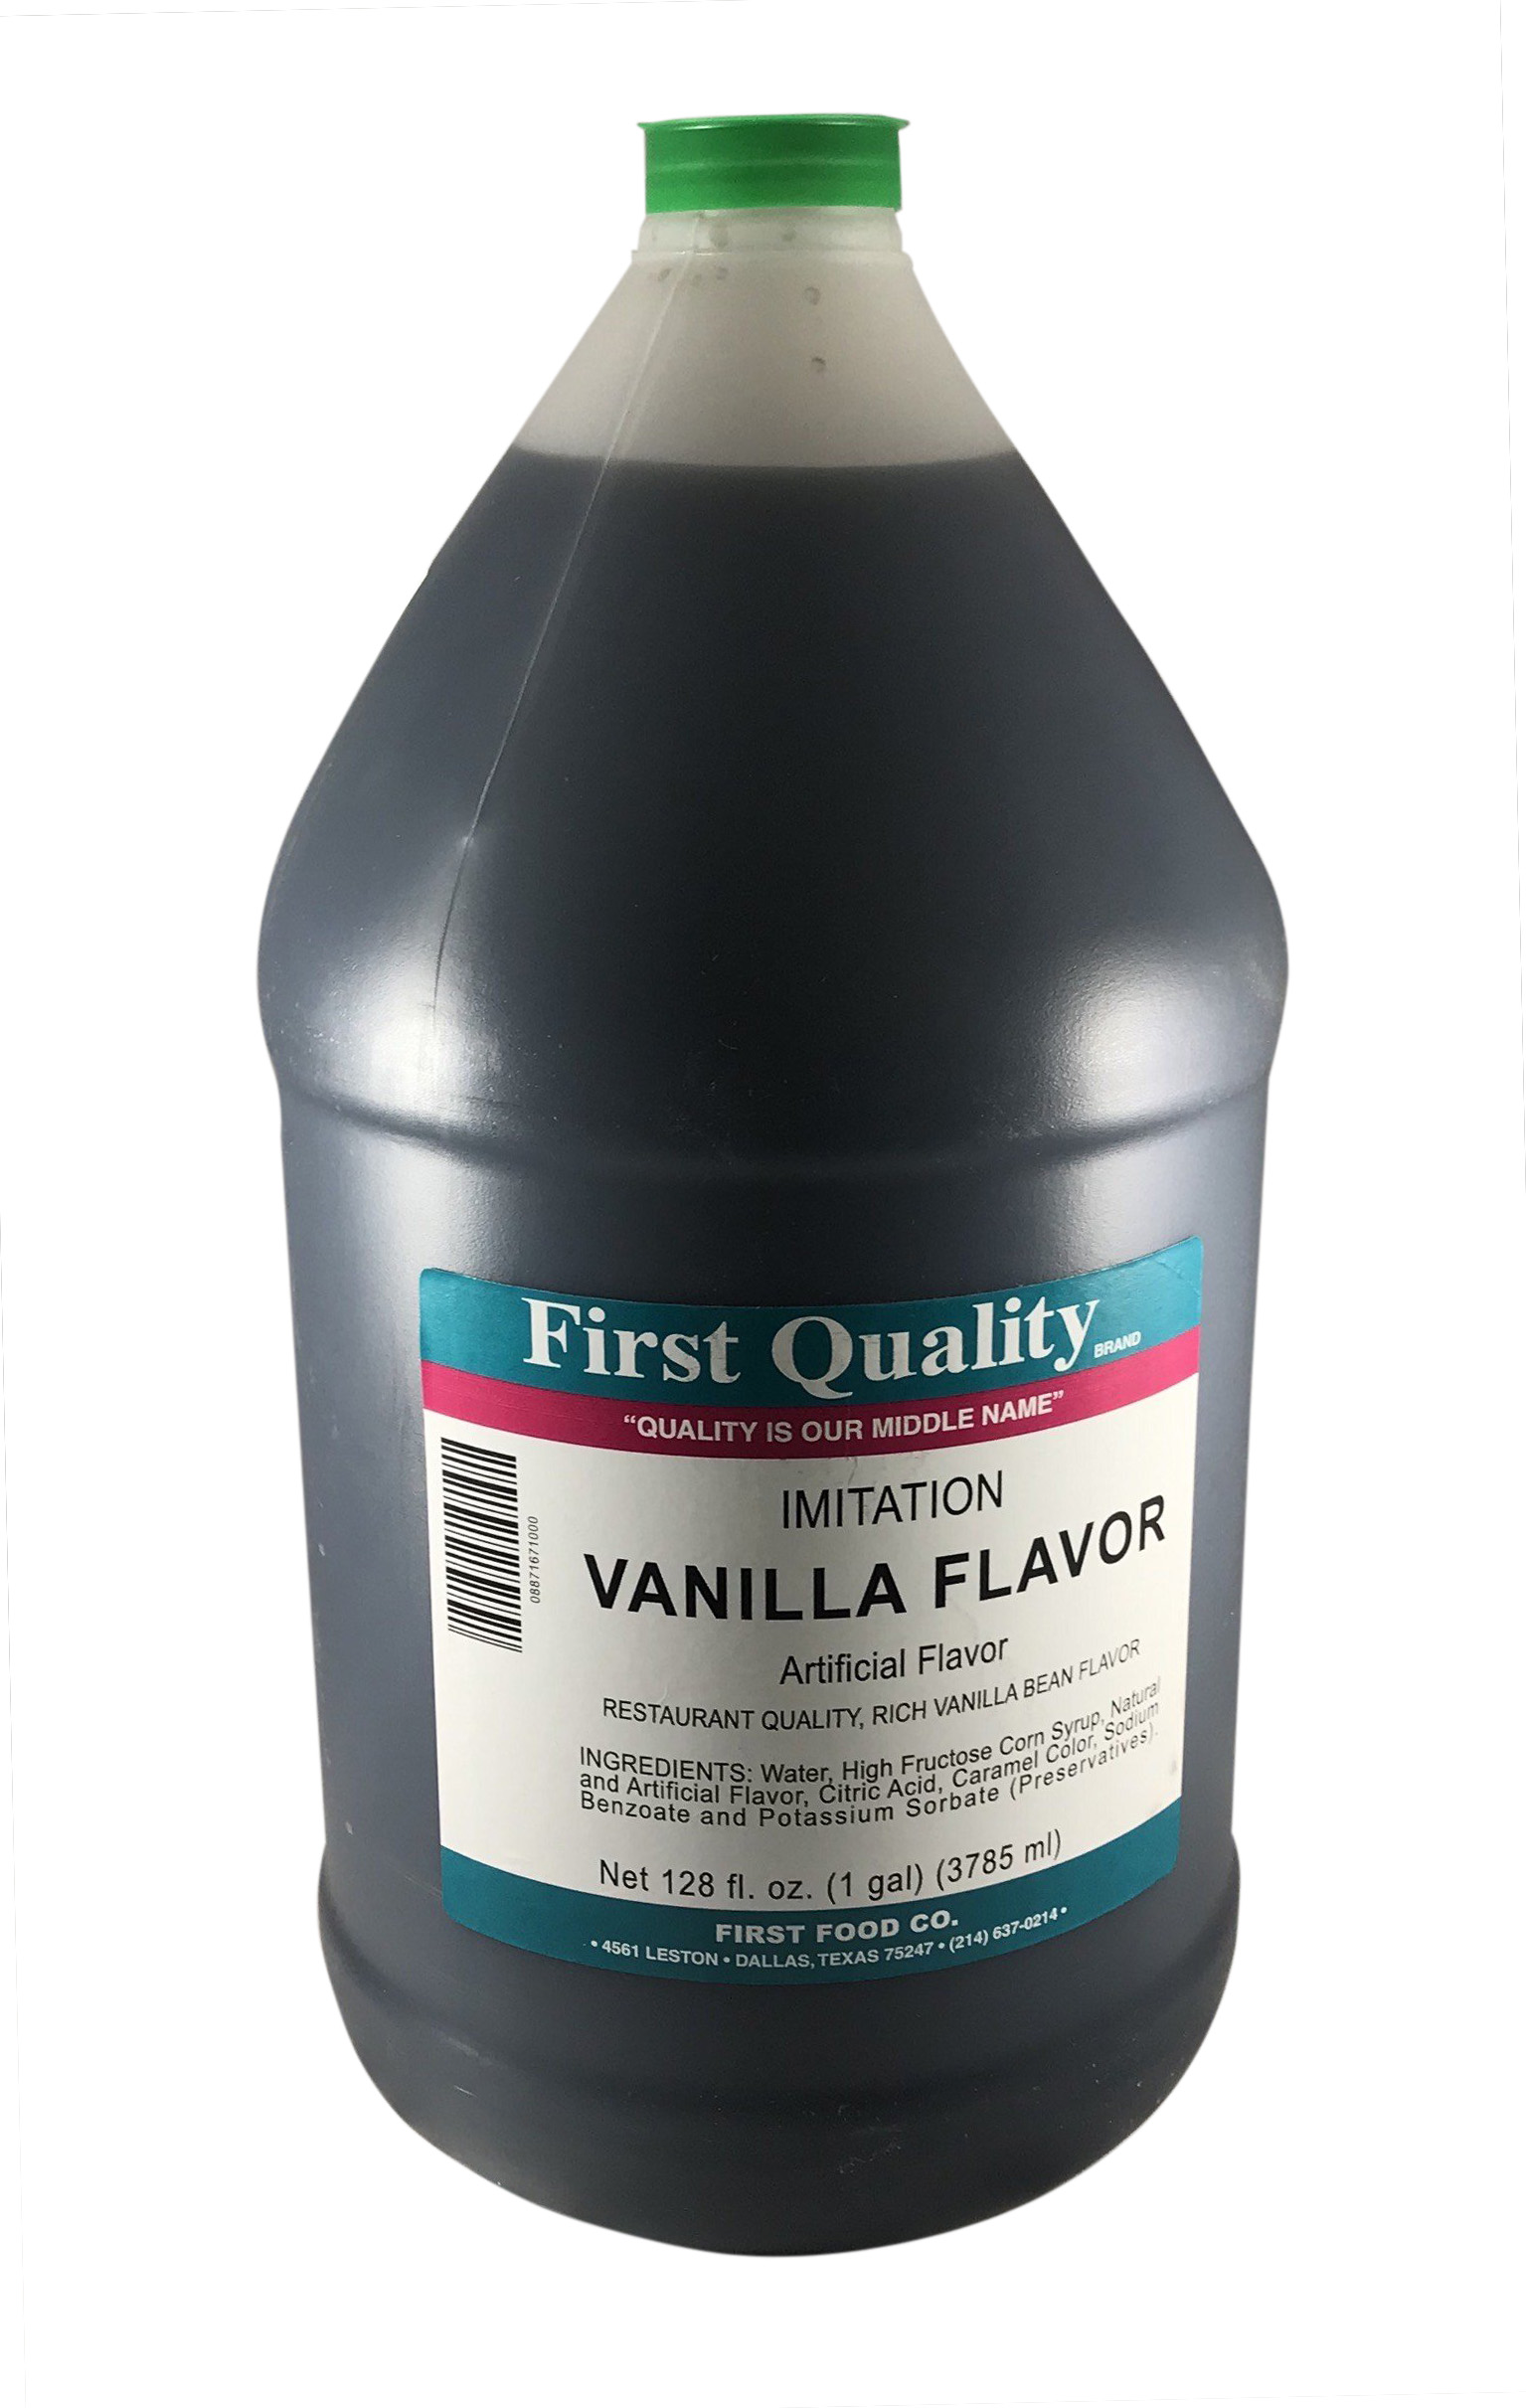 First Quality BRAND
“QUALITY IS OUR MIDDLE NAME”
08871671000
IMITATION
VANILLA FLAVOR
Artificial Flavor
RESTAURANT QUALITY, RICH VANILLA BEAN FLAVOR
INGREDIENTS: Water, High Fructose Corn Syrup, Natural
and Artificial Flavor, Citric Acid, Caramel Color, Sodium
Benzoate and Potassium Sorbate (Preservatives).
Net 128 fl. oz. (1 gal) (3785 ml)
FIRST FOOD CO.
• 4561 LESTON • DALLAS, TEXAS 75247 • (214) 637-0214 •